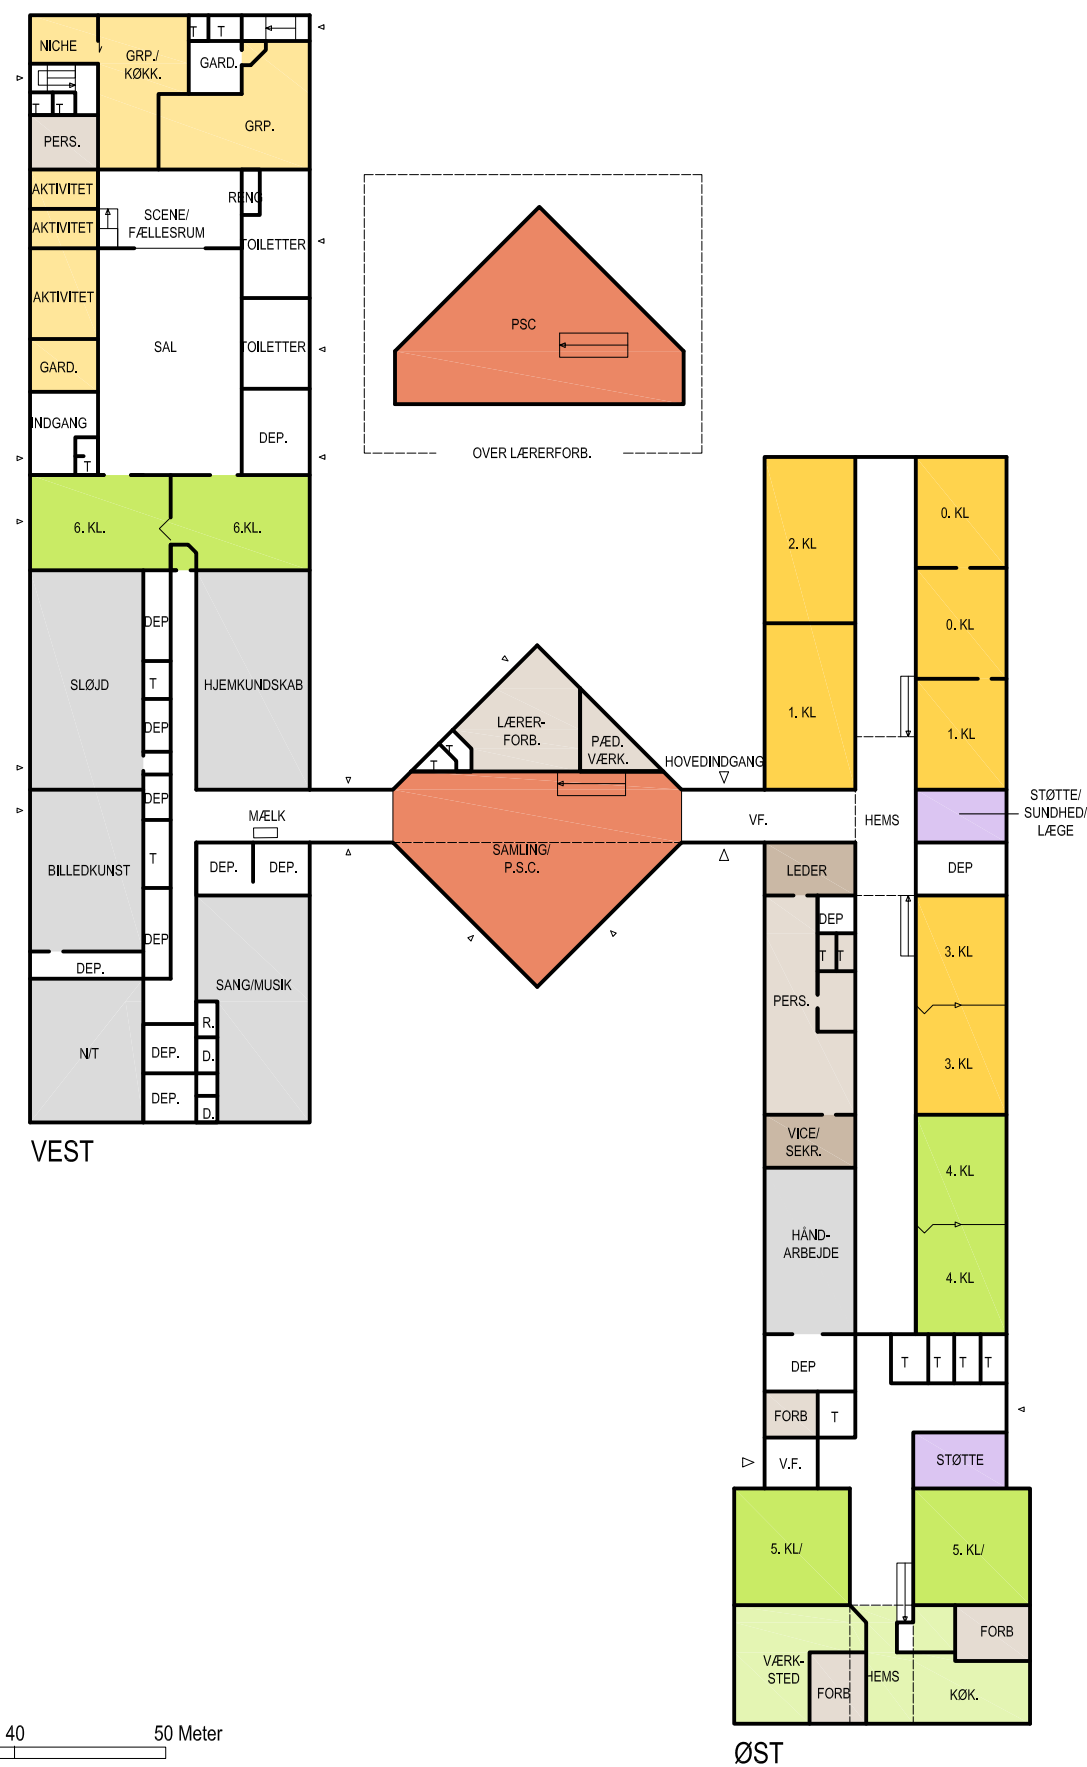 NICHE
GRP./
KØKK.
T
T
GARD.
GRP.
T
T
PERS.
AKTIVITET
AKTIVITET
SCENE/
FÆLLESRUM
RENG
TOILETTER
AKTIVITET
SAL
TOILETTER
GARD.
INDGANG
T
DEP.
6. KL.
6.KL.
PSC
OVER LÆRERFORB.
SLØJD
DEP
T
DEP
HJEMKUNDSKAB
DEP
MÆLK
BILLEDKUNST
T
DEP.
DEP.
DEP
DEP.
SANG/MUSIK
N/T
R.
DEP.
D.
DEP.
D.
VEST
LÆRER-
FORB.
T
T
PÆD.
VÆRK.
SAMLING/
P.S.C.
HOVEDINDGANG
VF.
HEMS
2. KL
0. KL
0. KL
1. KL
1. KL
STØTTE/
SUNDHED/
LÆGE
LEDER
DEP
DEP
T
T
3. KL
PERS.
3. KL
VICE/
SEKR.
4. KL
HÅND-
ARBEJDE
4. KL
DEP
T
T
T
T
FORB
T
V.F.
STØTTE
5. KL/
5. KL/
FORB
VÆRK-
STED
FORB
HEMS
KØK.
40
50 Meter
ØST